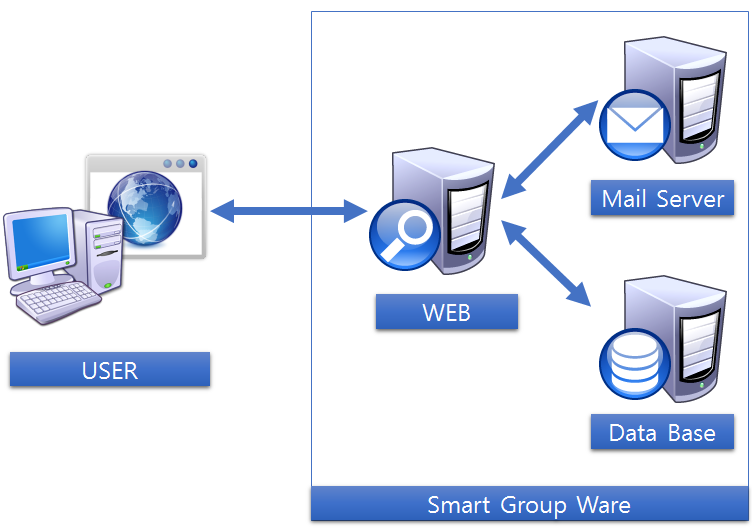 Mail Server
WEB
USER
Data Base
Smart Group Ware